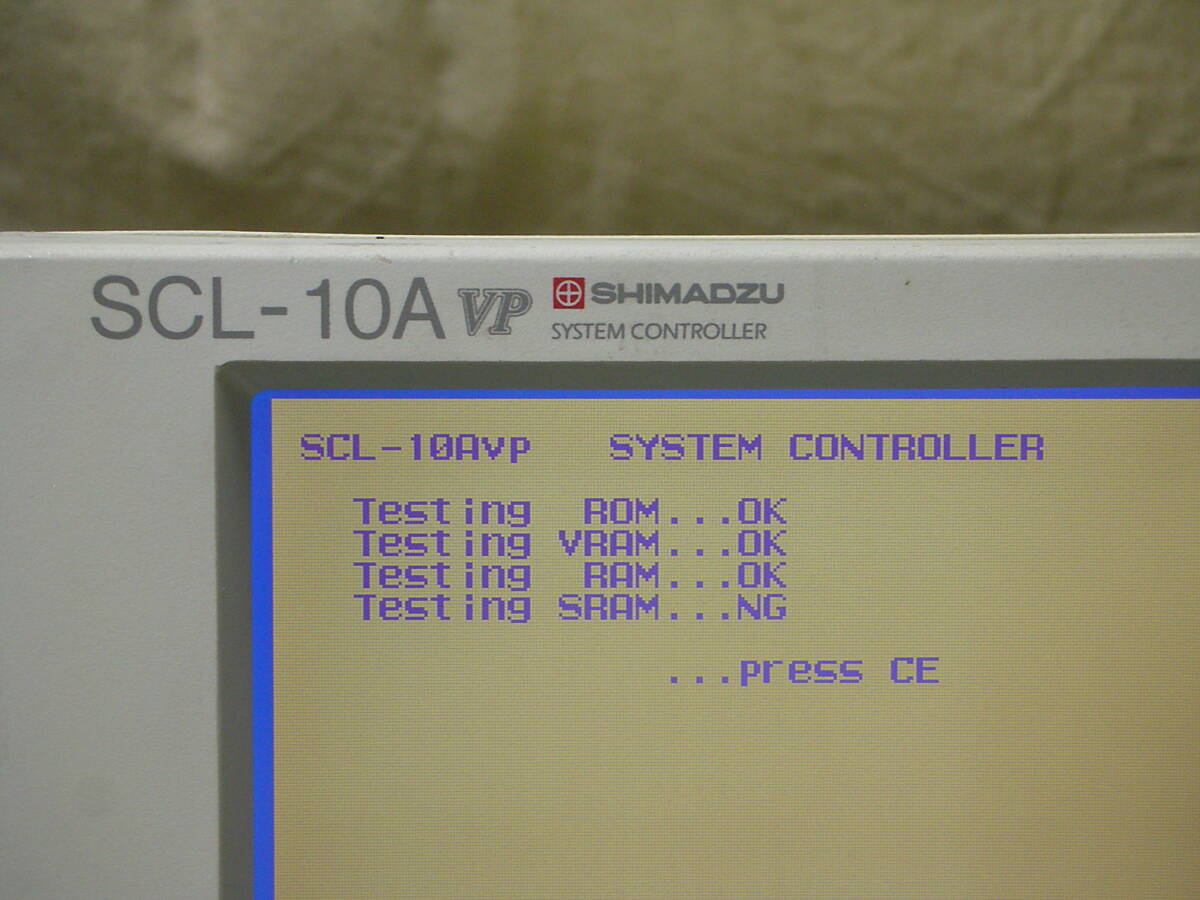 SCL-10A VP SHIMADZU
SYSTEM CONTROLLER
SCL-10Avp SYSTEM CONTROLLER
Testing ROM...OK
Testing VRAM...OK
Testing RAM...OK
Testing SRAM...NG
...press CE